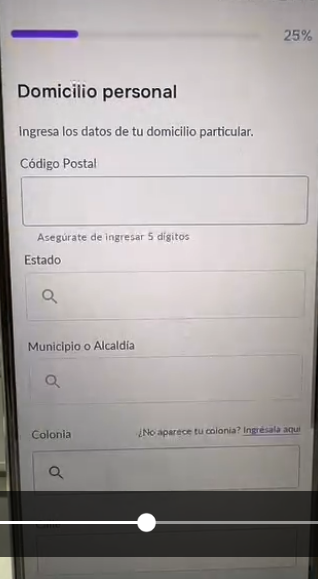 25%
Domicilio personal
Ingresa los datos de tu domicilio particular.
Código Postal
Asegúrate de ingresar 5 dígitos
Estado
Municipio o Alcaldía
Colonia ¿No aparece tu colonia? Ingrésala aquí